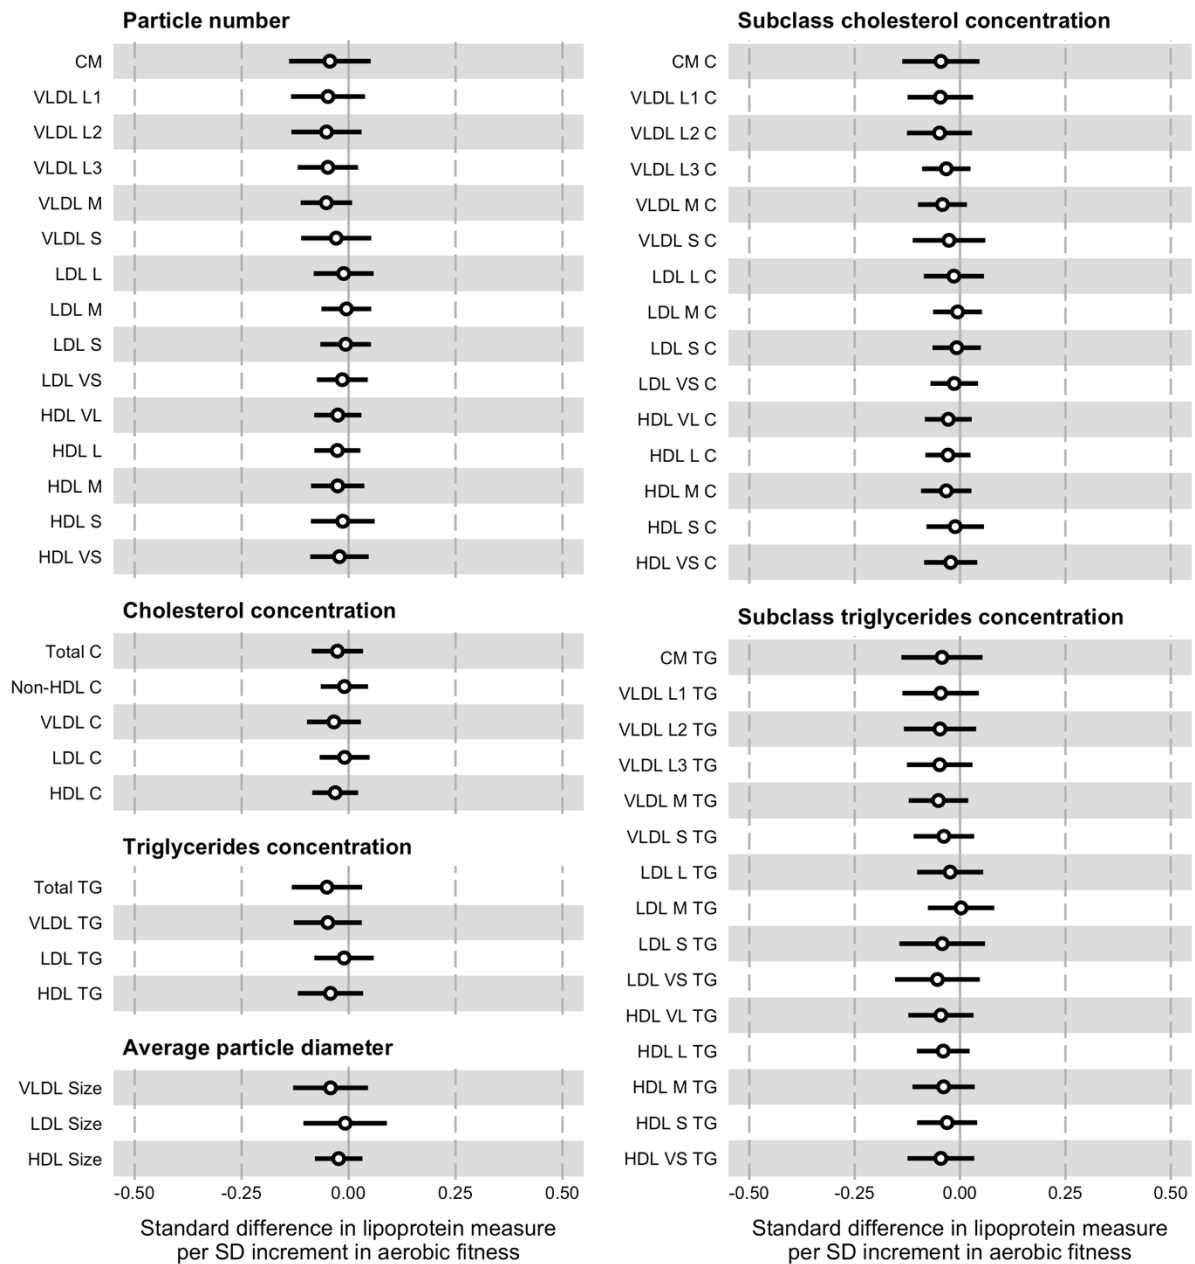 Particle number
CM
VLDL L1
VLDL L2
VLDL L3
VLDL M
VLDL S
LDL L
LDL M
LDL S
LDL VS
HDL VL
HDL L
HDL M
HDL S
HDL VS
Cholesterol concentration
Total C
Non-HDL C
VLDL C
LDL C
HDL C
Triglycerides concentration
Total TG
VLDL TG
LDL TG
HDL TG
Average particle diameter
VLDL Size
LDL Size
HDL Size
-0.50 -0.25 0.00 0.25 0.50
Standard difference in lipoprotein measure
per SD increment in aerobic fitness
Subclass cholesterol concentration
CM C
VLDL L1 C
VLDL L2 C
VLDL L3 C
VLDL M C
VLDL S C
LDL L C
LDL M C
LDL S C
LDL VS C
HDL VL C
HDL L C
HDL M C
HDL S C
HDL VS C
Subclass triglycerides concentration
CM TG
VLDL L1 TG
VLDL L2 TG
VLDL L3 TG
VLDL M TG
VLDL S TG
LDL L TG
LDL M TG
LDL S TG
LDL VS TG
HDL VL TG
HDL L TG
HDL M TG
HDL S TG
HDL VS TG
-0.50 -0.25 0.00 0.25 0.50
Standard difference in lipoprotein measure
per SD increment in aerobic fitness